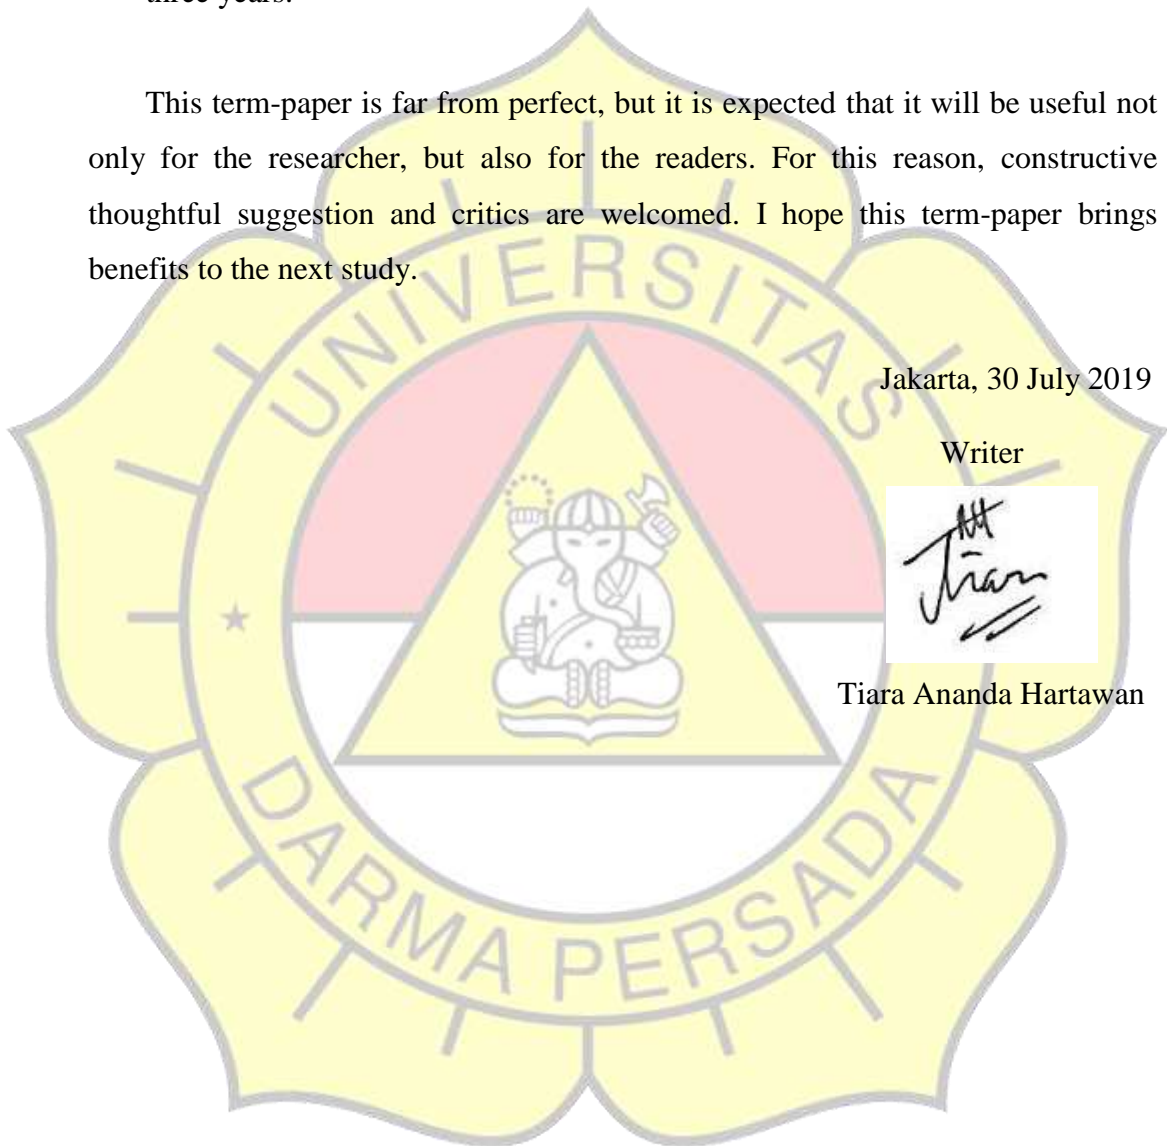 three years.
This term-paper is far from perfect, but it is expected that it will be useful not
only for the researcher, but also for the readers. For this reason, constructive
thoughtful suggestion and critics are welcomed. I hope this term-paper brings
benefits to the next study.
UNIVERSITAS
Jakarta, 30 July 2019
Writer
Tiar
Tiara Ananda Hartawan
DARMA PERSADA